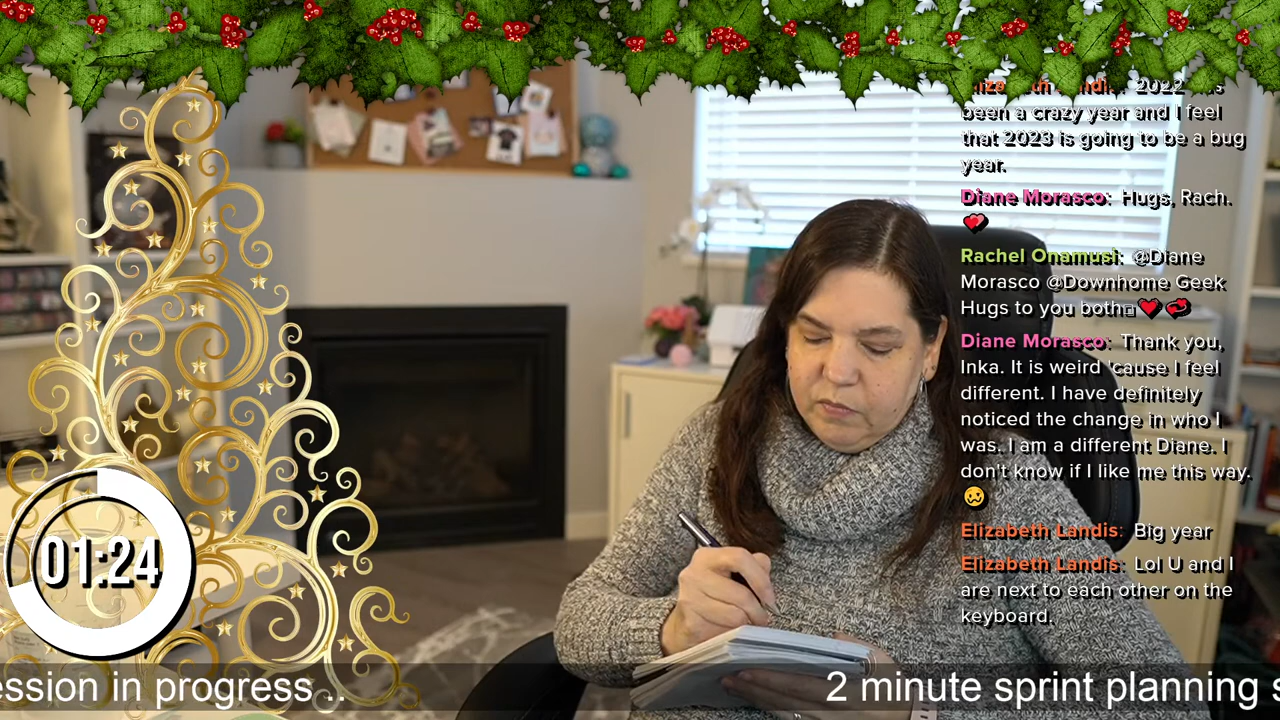 Elizabeth Landis: 2022 has
been a crazy year and I feel
that 2023 is going to be a bug
year.
Diane Morasco: Hugs, Rach.
Rachel Onamusi: @Diane
Morasco @Downhome Geek
Hugs to you both
Diane Morasco: Thank you,
Inka. It is weird 'cause I feel
different. I have definitely
noticed the change in who I
was. I am a different Diane. I
don't know if I like me this way.
Elizabeth Landis: Big year
Elizabeth Landis: Lol U and I
are next to each other on the
keyboard.
01:24
ession in progress .. 2 minute sprint planning s